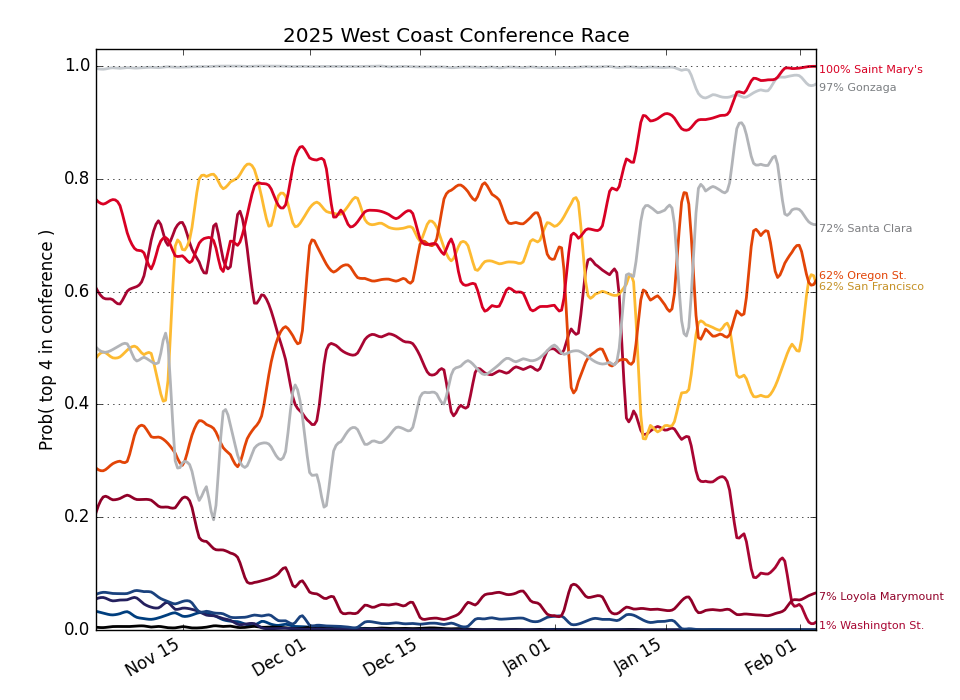 2025 West Coast Conference Race
Prob( top 4 in conference )
1.0
0.8
0.6
0.4
0.2
0.0
100% Saint Mary's
97% Gonzaga
72% Santa Clara
62% Oregon St.
62% San Francisco
7% Loyola Marymount
1% Washington St.
Nov 15
Dec 01
Dec 15
Jan 01
Jan 15
Feb 01